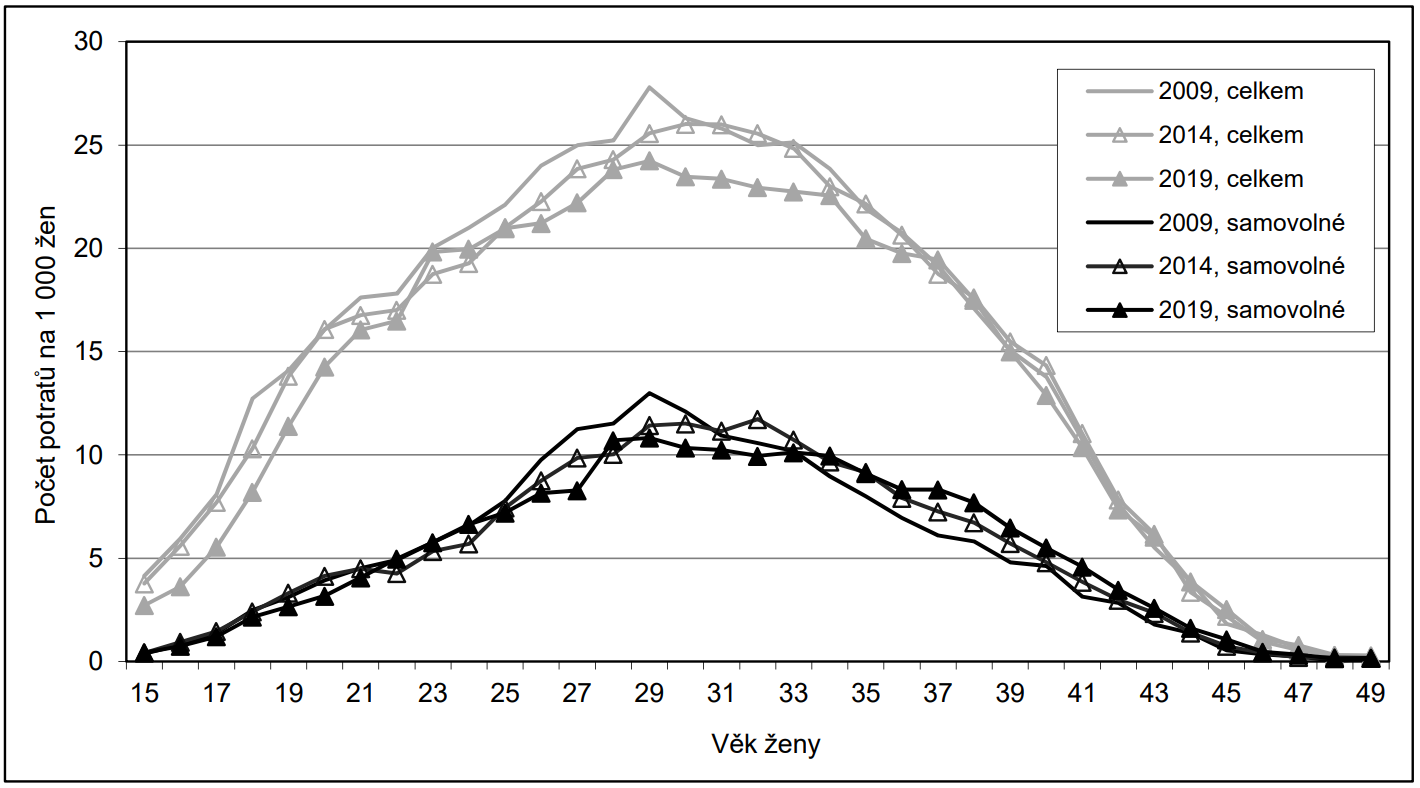 Počet potratů na 1 000 žen
30
25
20
15
10
5
0
2009, celkem
2014, celkem
2019, celkem
2009, samovolné
2014, samovolné
2019, samovolné
15 17 19 21 23 25 27 29 31 33 35 37 39 41 43 45 47 49
Věk ženy